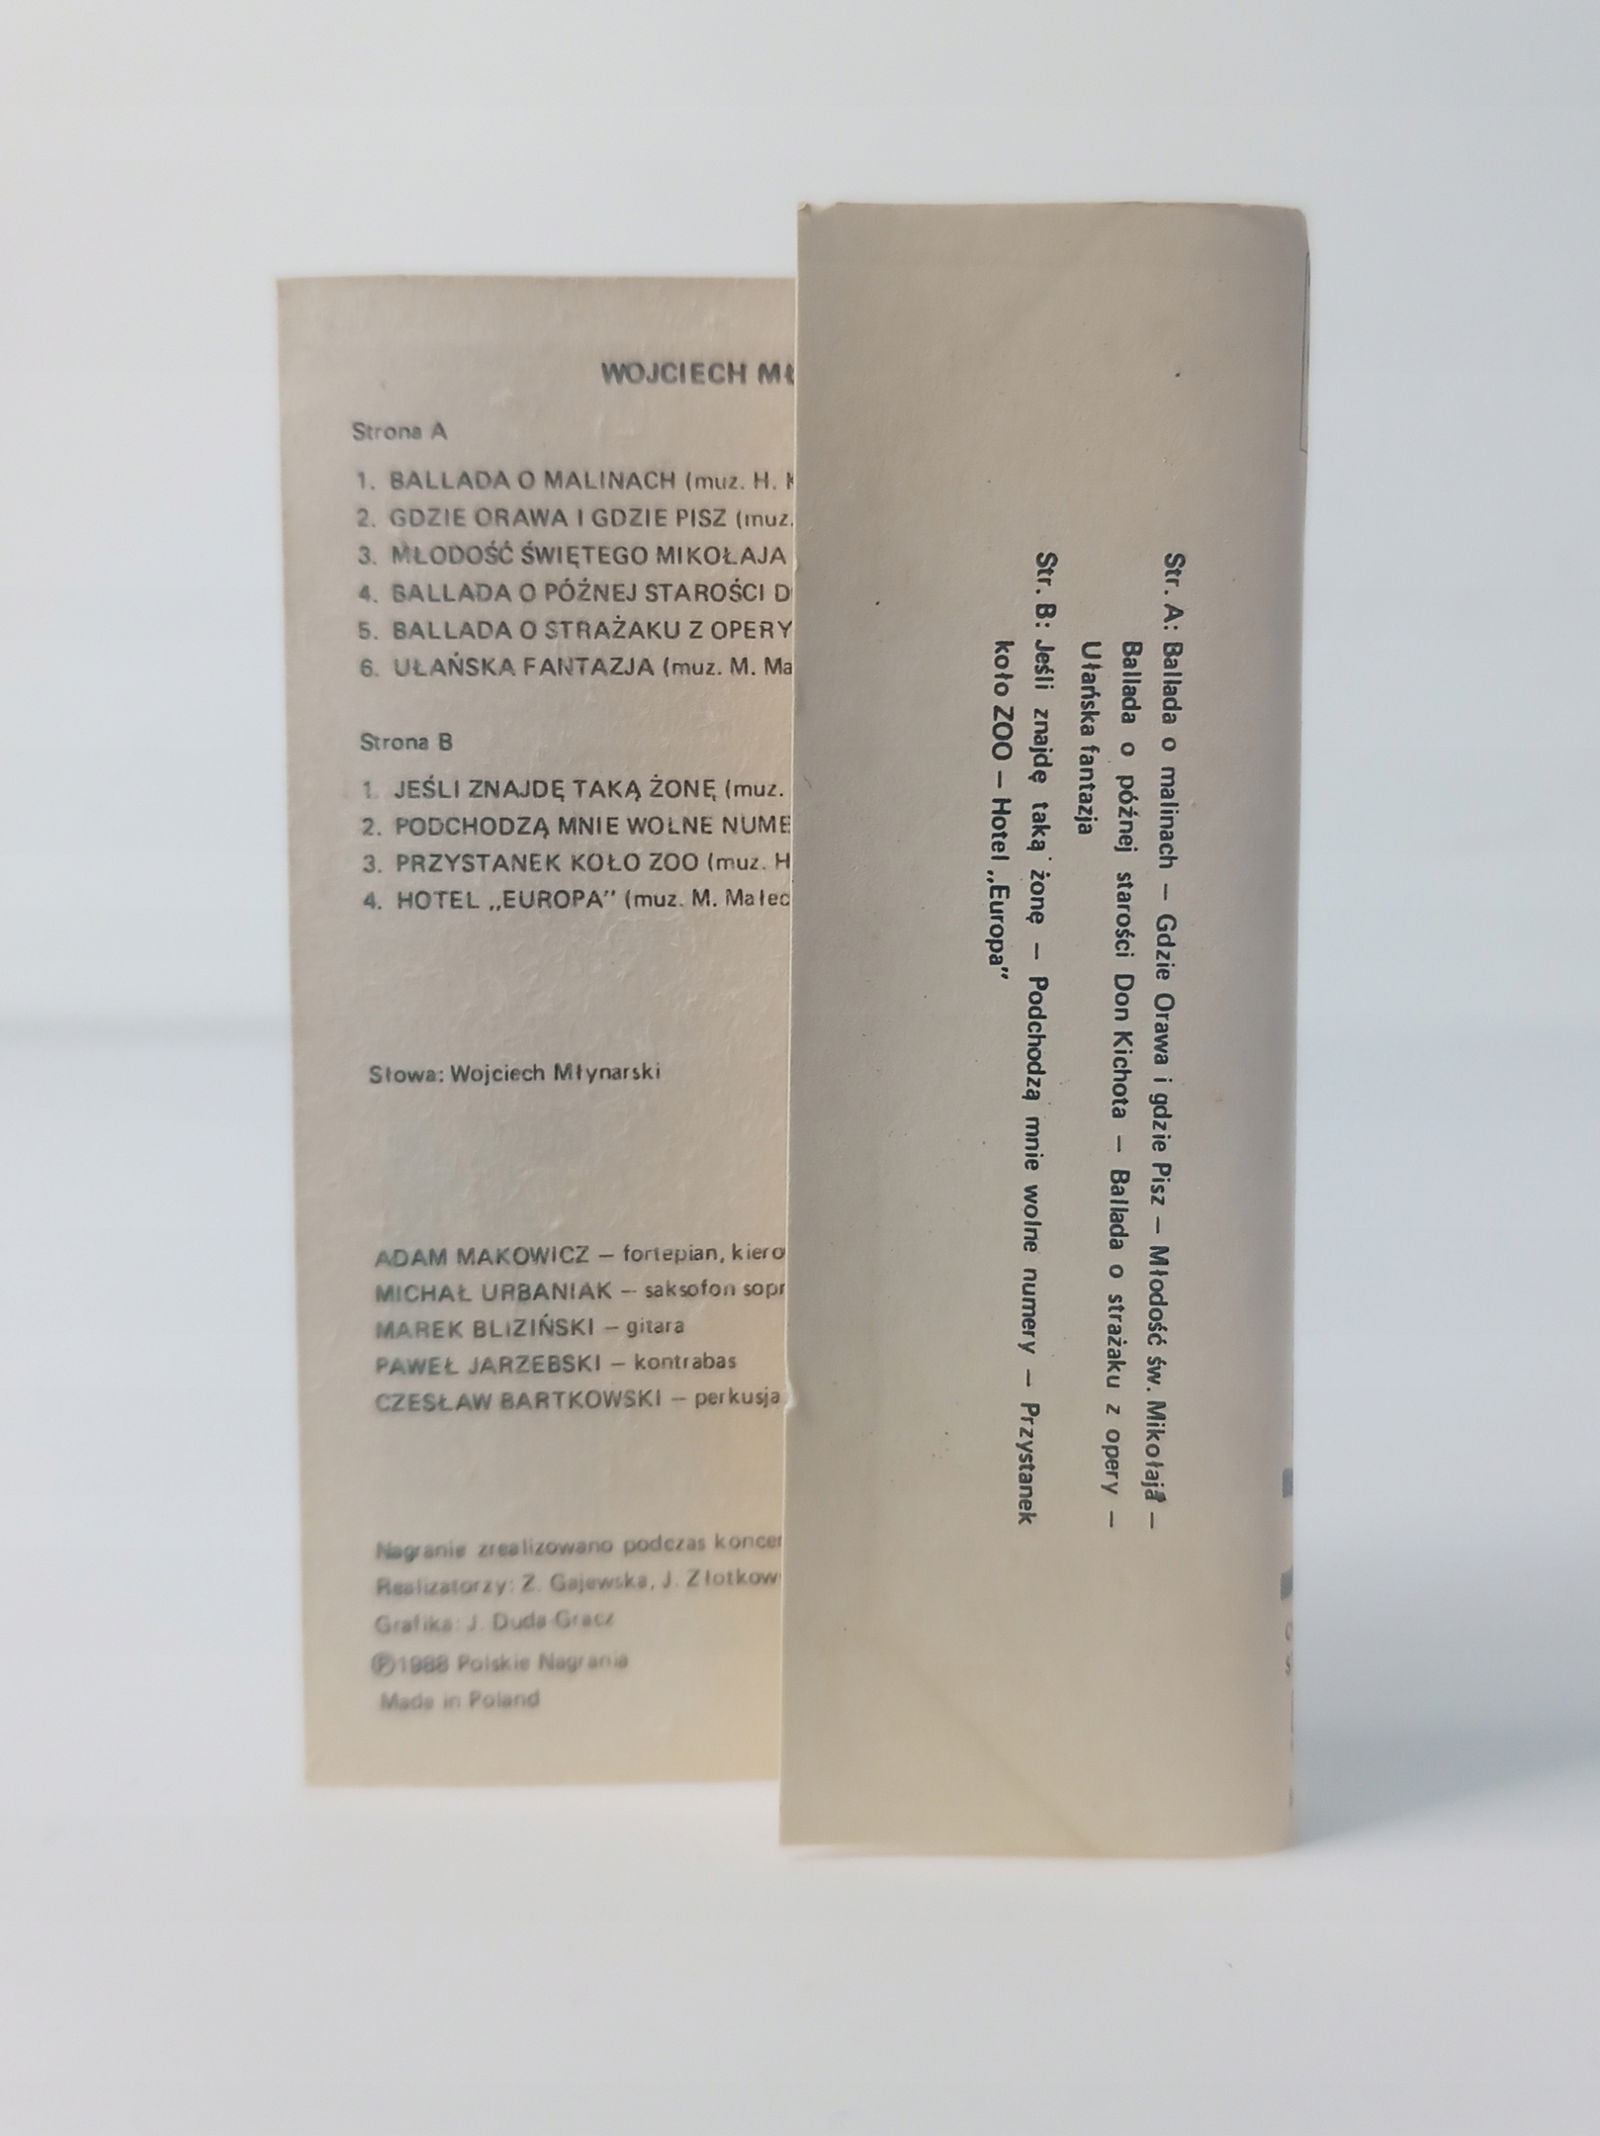 WOJCIECH MŁ
Strona A
1. BALLADA O MALINACH (muz. H.
2. GDZIE ORAWA I GDZIE PISZ (muz.
3. MŁODOŚĆ ŚWIĘTEGO MIKOŁAJA
4. BALLADA O PÓŹNEJ STAROŚCI D
5. BALLADA O STRAŻAKU Z OPERY
6. UŁAŃSKA FANTAZJA (muz. M. Ma
Strona B
1. JEŚLI ZNAJDĘ TAKĄ ŻONĘ (muz.
2. PODCHODZĄ MNIE WOLNE NUME
3. PRZYSTANEK KOŁO ZOO (muz. H
4. HOTEL „EUROPA” (muz. M. Małec
Słowa: Wojciech Młynarski
ADAM MAKOWICZ – fortepian, kiero
MICHAŁ URBANIAK – saksofon sopr
MAREK BLIZIŃSKI – gitara
PAWEŁ JARZEBSKI – kontrabas
CZESŁAW BARTKOWSKI – perkusja
Nagranie zrealizowano podczas koncer
Realizatorzy: Z. Gajewska, J. Złotkow
Grafika: J. Duda-Gracz
Ⓟ1988 Polskie Nagrania
Made in Poland
Str. A: Ballada o malinach – Gdzie Orawa i gdzie Pisz – Młodość św. Mikołaja –
Ballada o późnej starości Don Kichota – Ballada o strażaku z opery –
Ułańska fantazja
Str. B: Jeśli znajdę taką żonę – Podchodzą mnie wolne numery – Przystanek
koło ZOO – Hotel „Europa”